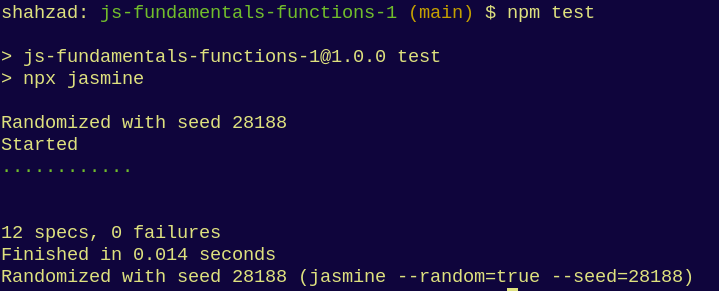 shahzad: js-fundamentals-functions-1 (main) $ npm test
> js-fundamentals-functions-1@1.0.0 test
> npx jasmine
Randomized with seed 28188
Started
............
12 specs, 0 failures
Finished in 0.014 seconds
Randomized with seed 28188 (jasmine --random=true --seed=28188)